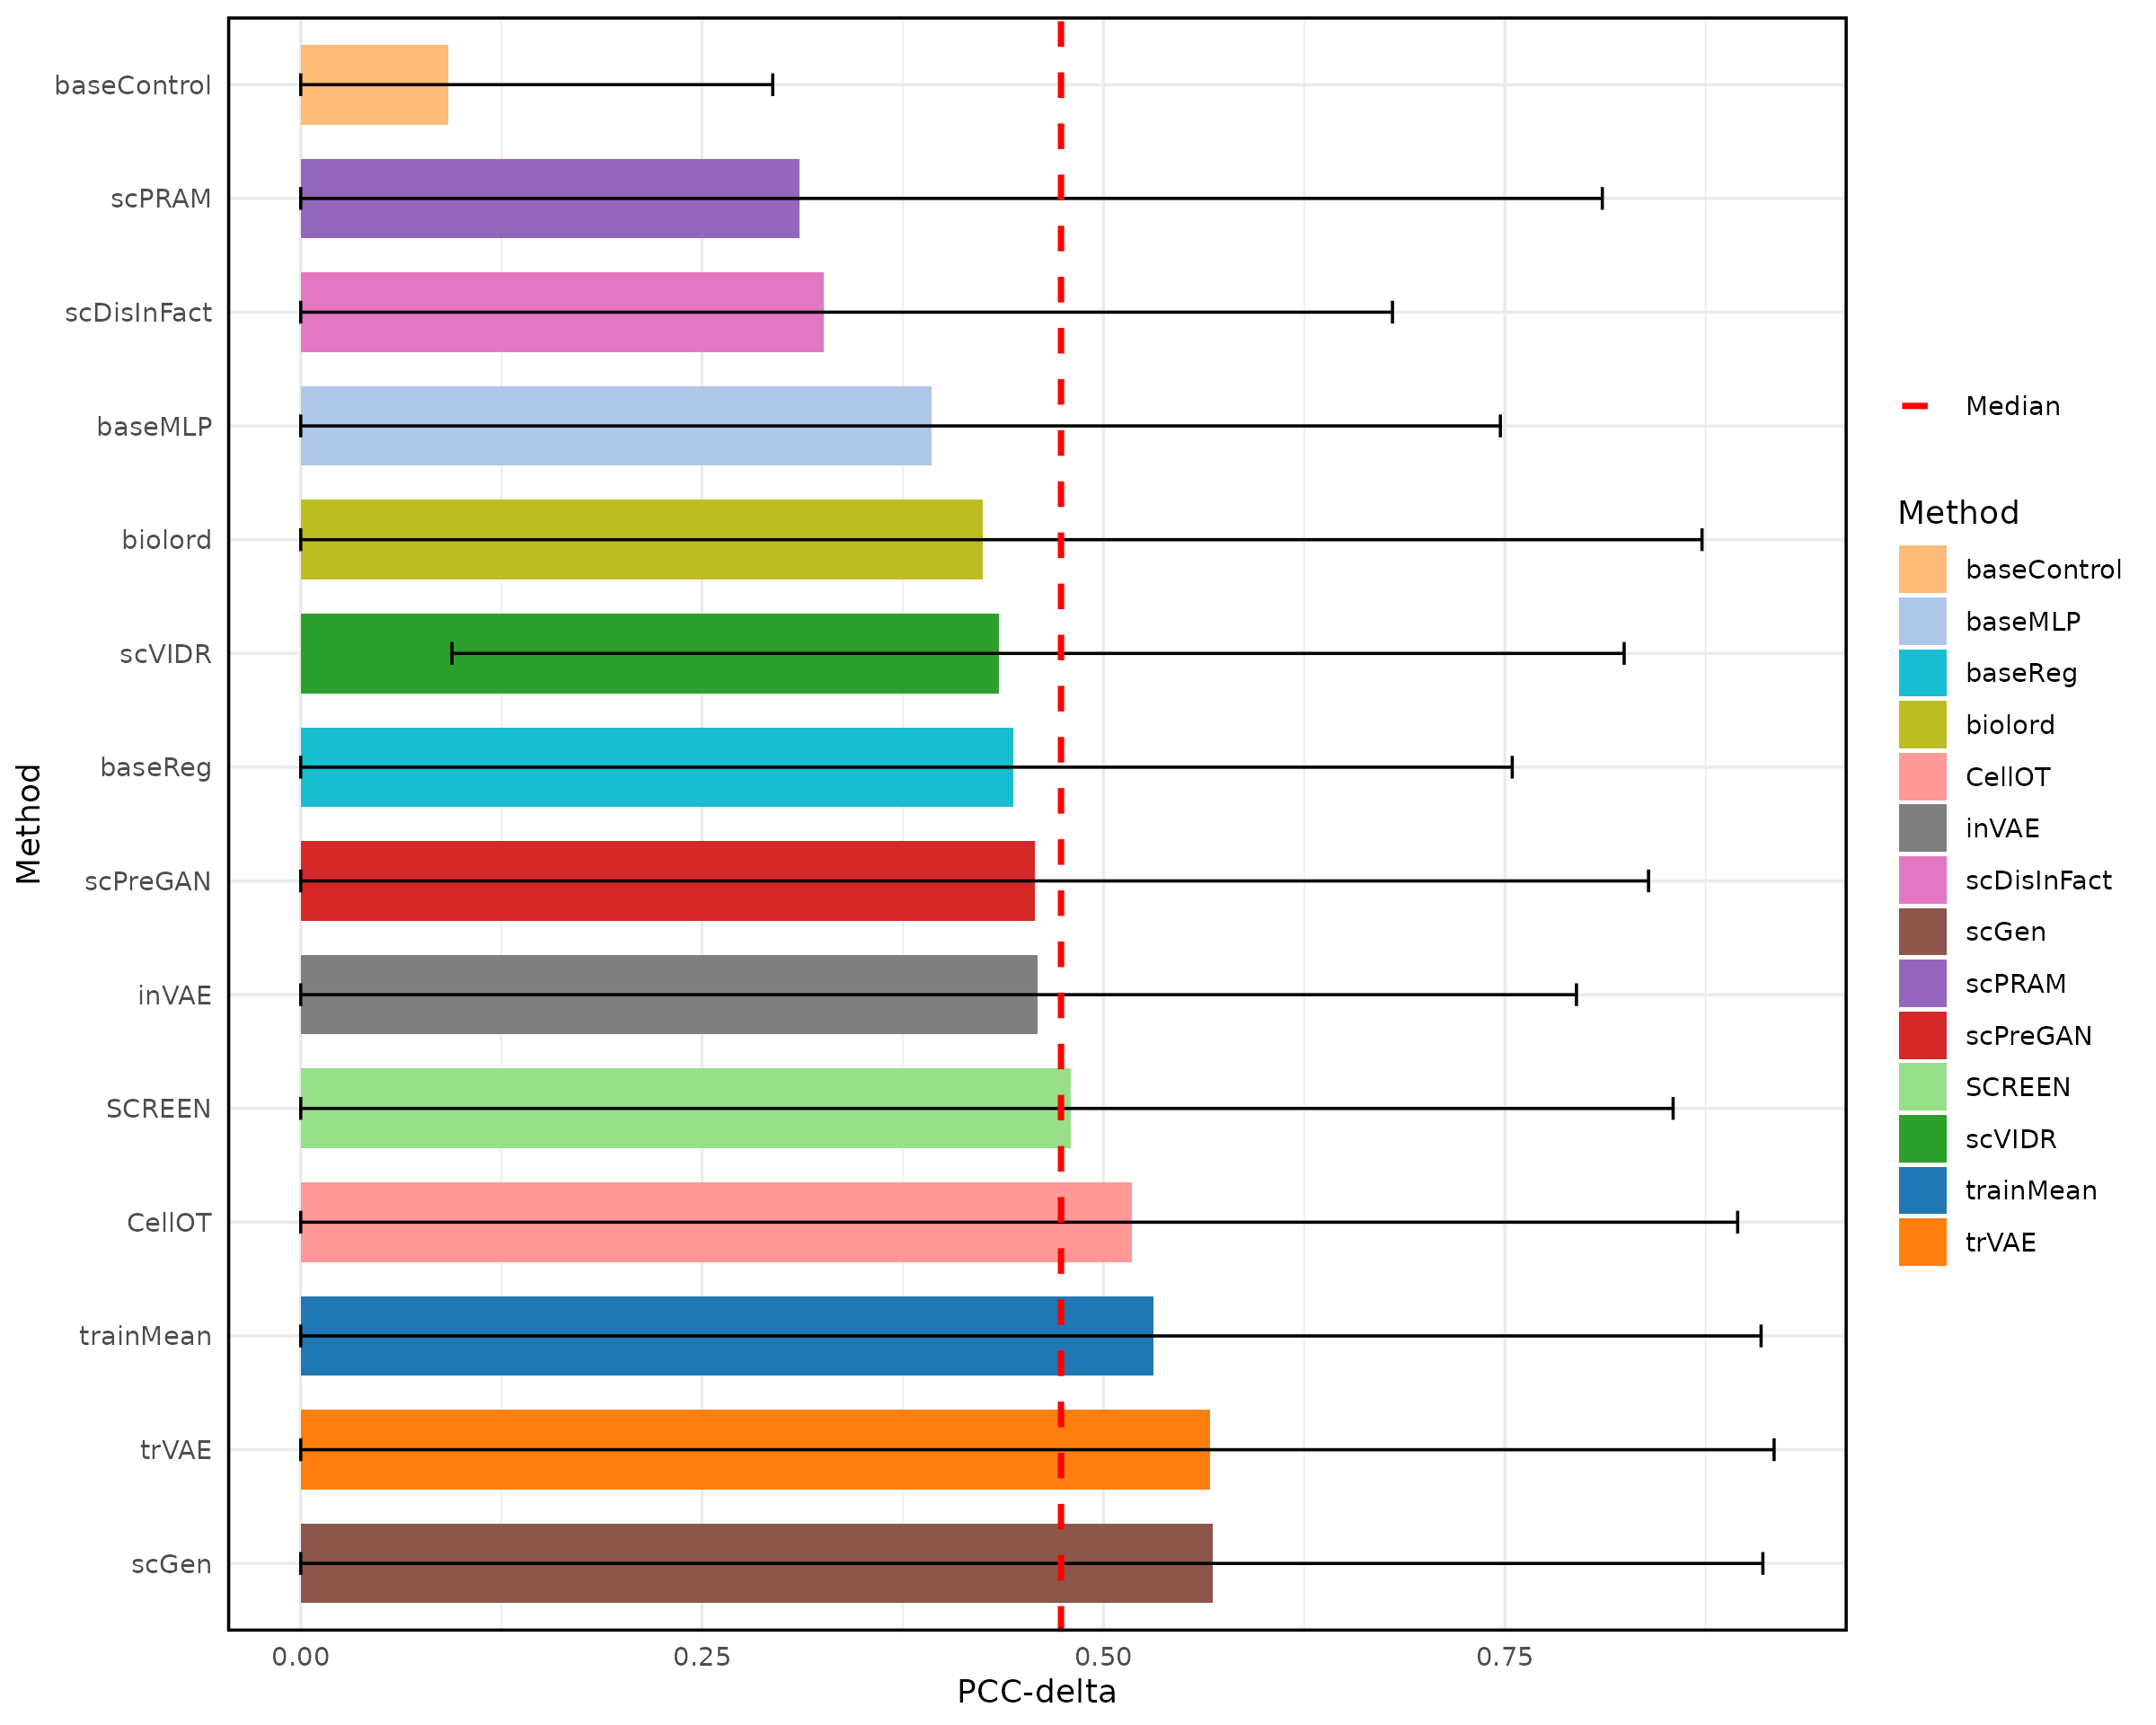 Method
baseControl
scPRAM
scDisInFact
baseMLP
biolord
scVIDR
baseReg
scPreGAN
inVAE
SCREEN
CellOT
trainMean
trVAE
scGen
0.00 0.25 0.50 0.75
PCC-delta
Median
Method
baseControl
baseMLP
baseReg
biolord
CellOT
inVAE
scDisInFact
scGen
scPRAM
scPreGAN
SCREEN
scVIDR
trainMean
trVAE